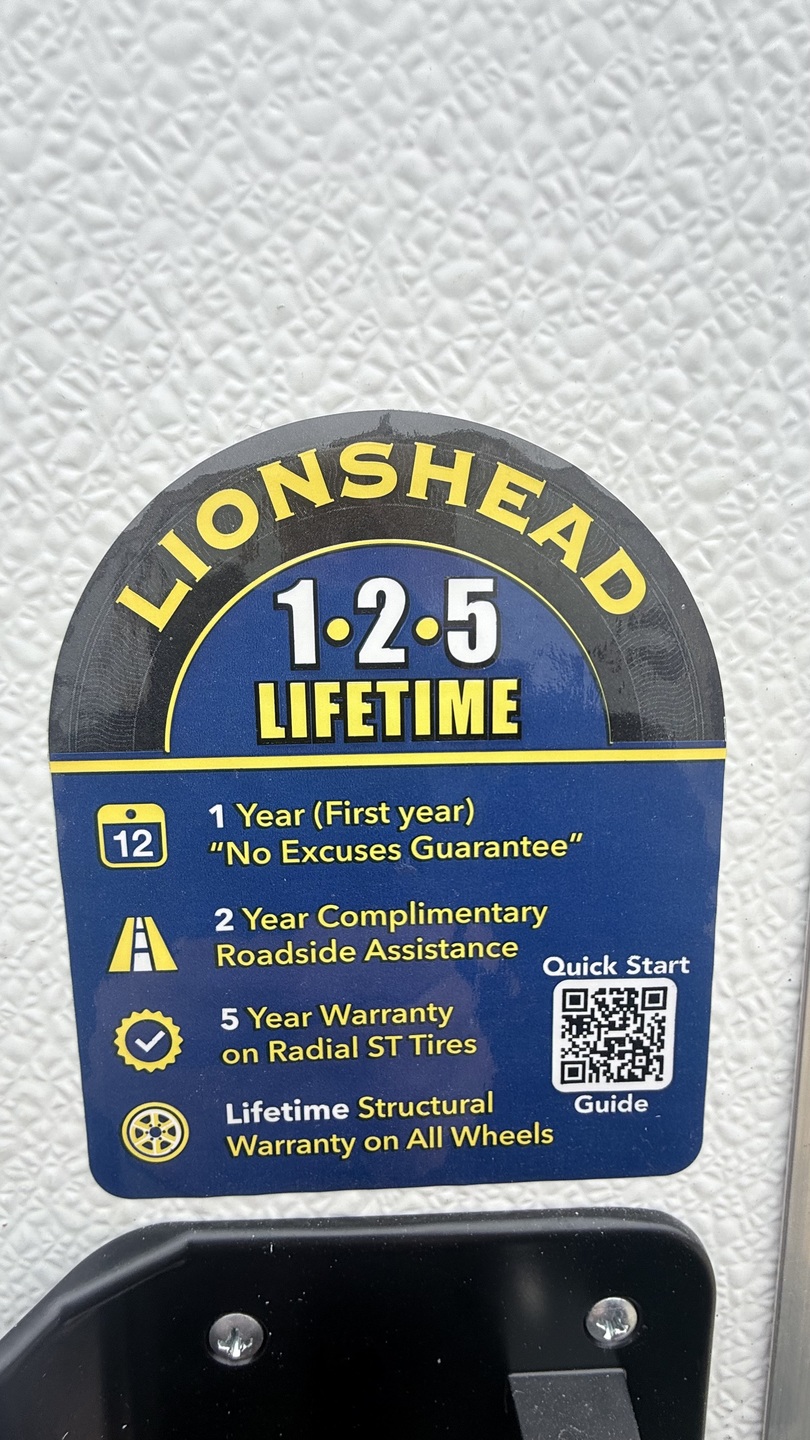 LIONSHEAD
1•2•5
LIFETIME
12
1 Year (First year)
"No Excuses Guarantee"
2 Year Complimentary
Roadside Assistance
5 Year Warranty
on Radial ST Tires
Quick Start
Guide
Lifetime Structural
Warranty on All Wheels